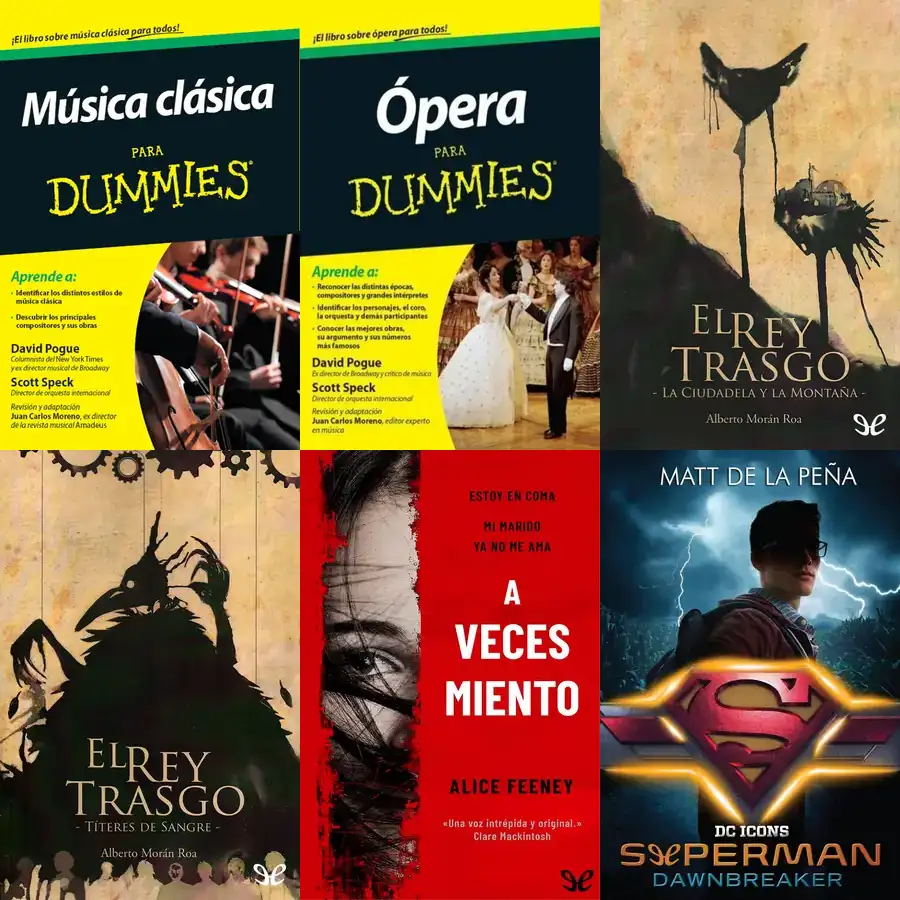 ¡El libro sobre música clásica para todos!
Música clásica
PARA
DUMMIES®
Aprende a:
• Identificar los distintos estilos de
música clásica
• Descubrir los principales
compositores y sus obras
David Pogue
Columnista del New York Times
y ex director musical de Broadway
Scott Speck
Director de orquesta internacional
Revisión y adaptación
Juan Carlos Moreno, ex director
de la revista musical Amadeus
¡El libro sobre ópera para todos!
Ópera
PARA
DUMMIES®
Aprende a:
• Reconocer las distintas épocas,
compositores y grandes intérpretes
• Identificar los personajes, el coro,
la orquesta y demás participantes
• Conocer las mejores obras,
su argumento y sus números
más famosos
David Pogue
Ex director de Broadway y crítico de música
Scott Speck
Director de orquesta internacional
Revisión y adaptación
Juan Carlos Moreno, editor experto
en música
EL REY
TRASGO
- LA CIUDADELA Y LA MONTAÑA -
Alberto Morán Roa
EL REY
TRASGO
- TÍTERES DE SANGRE -
Alberto Morán Roa
ESTOY EN COMA
MI MARIDO
YA NO ME AMA
A
VECES
MIENTO
ALICE FEENEY
«Una voz intrépida y original.»
Clare Mackintosh
MATT DE LA PEÑA
DC ICONS
SUPERMAN
DAWNBREAKER